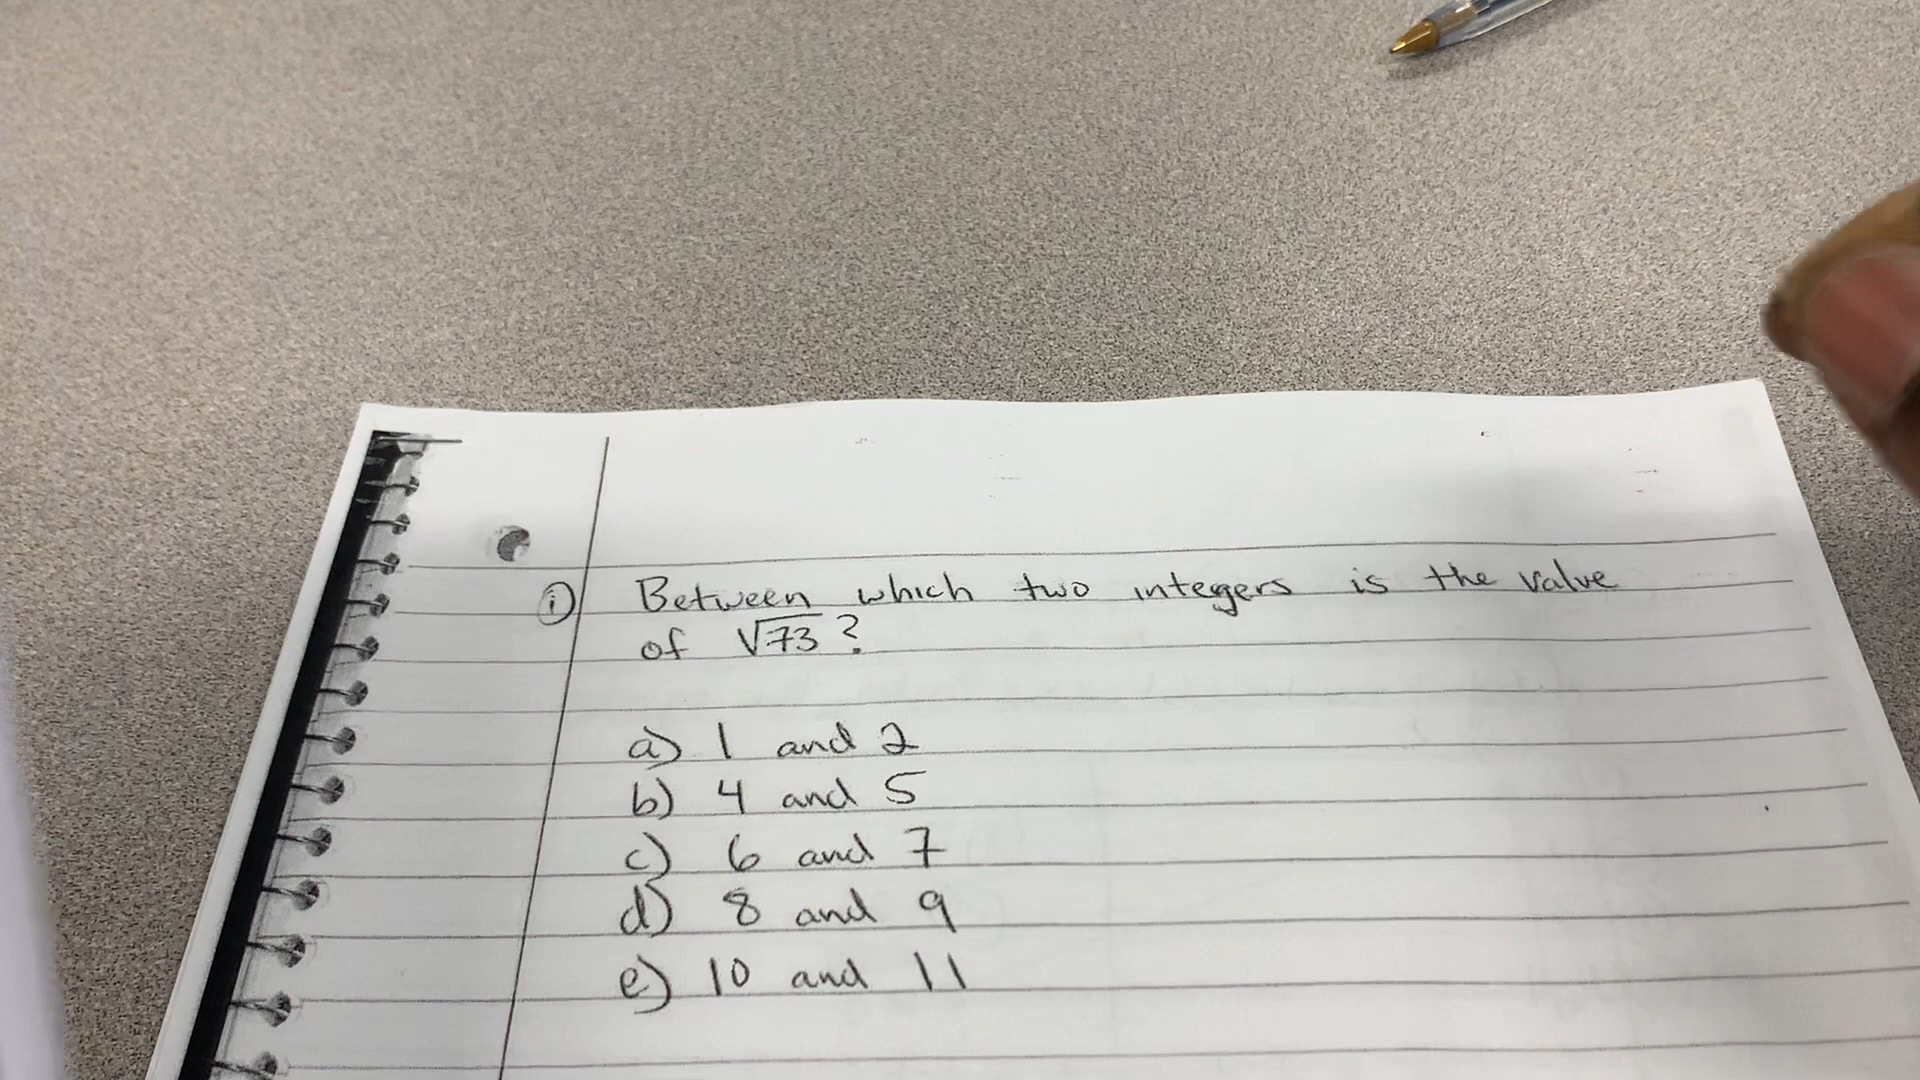 ① Between which two integers is the value
of √73?
a) 1 and 2
b) 4 and 5
c) 6 and 7
d) 8 and 9
e) 10 and 11